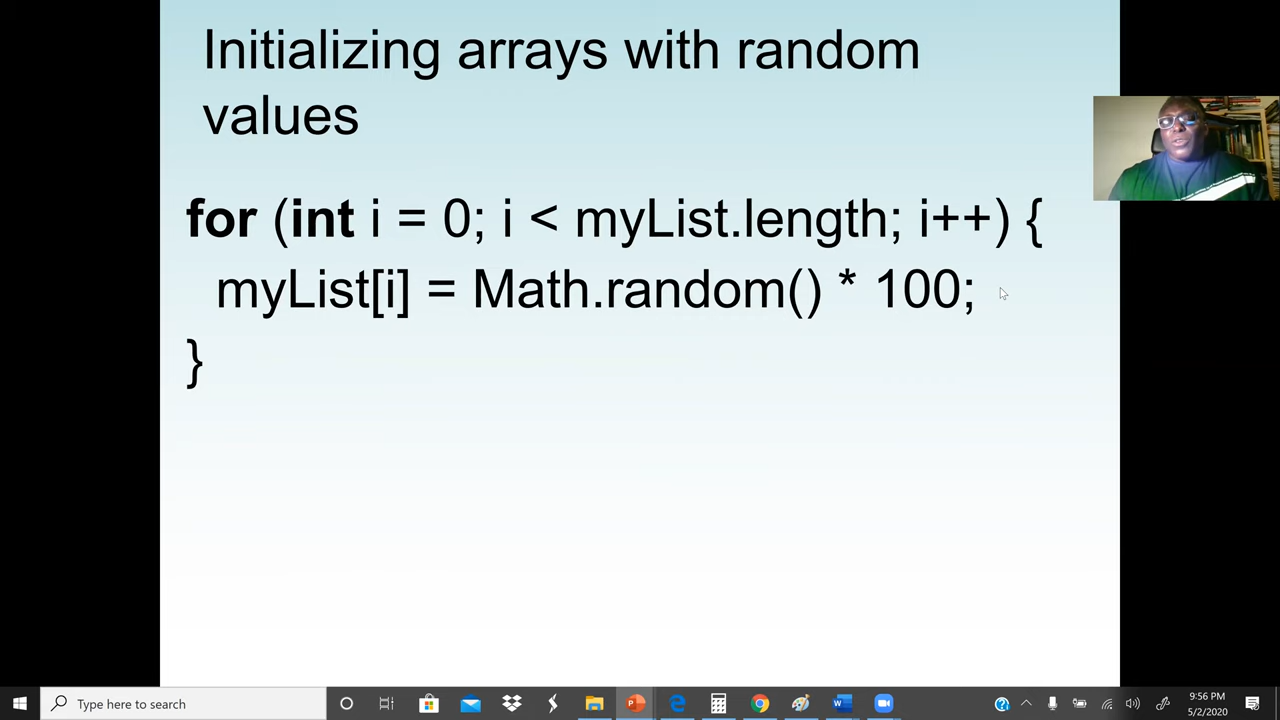 Initializing arrays with random
values
for (int i = 0; i < myList.length; i++) {
myList[i] = Math.random() * 100;
}
Type here to search
9:56 PM
5/2/2020